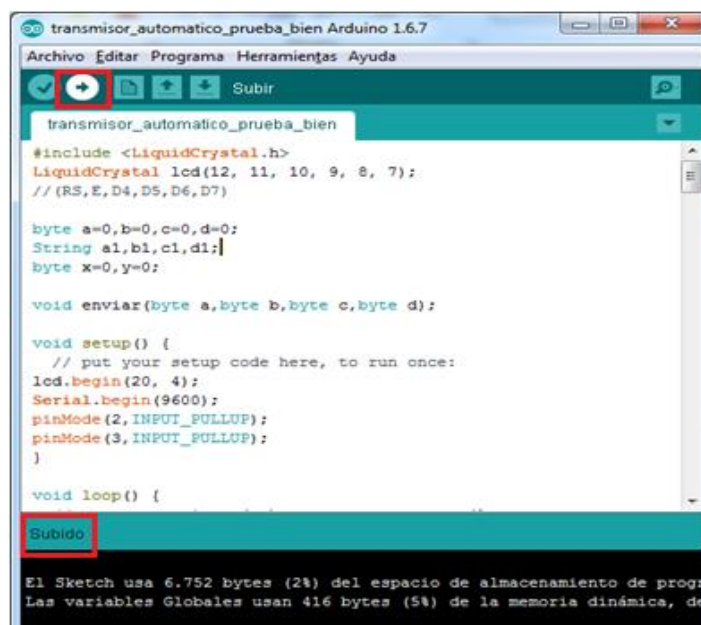 transmisor_automatico_prueba_bien Arduino 1.6.7
Archivo Editar Programa Herramientas Ayuda
Subir
transmisor_automatico_prueba_bien
#include <LiquidCrystal.h>
LiquidCrystal lcd(12, 11, 10, 9, 8, 7);
//(RS,E,D4,D5,D6,D7)
byte a=0,b=0,c=0,d=0;
String a1,b1,c1,d1;
byte x=0,y=0;
void enviar(byte a,byte b,byte c,byte d);
void setup() {
// put your setup code here, to run once:
lcd.begin(20, 4);
Serial.begin(9600);
pinMode(2,INPUT_PULLUP);
pinMode(3,INPUT_PULLUP);
}
void loop() {
Subido
El Sketch usa 6.752 bytes (2%) del espacio de almacenamiento de progr
Las variables Globales usan 416 bytes (5%) de la memoria dinámica, de